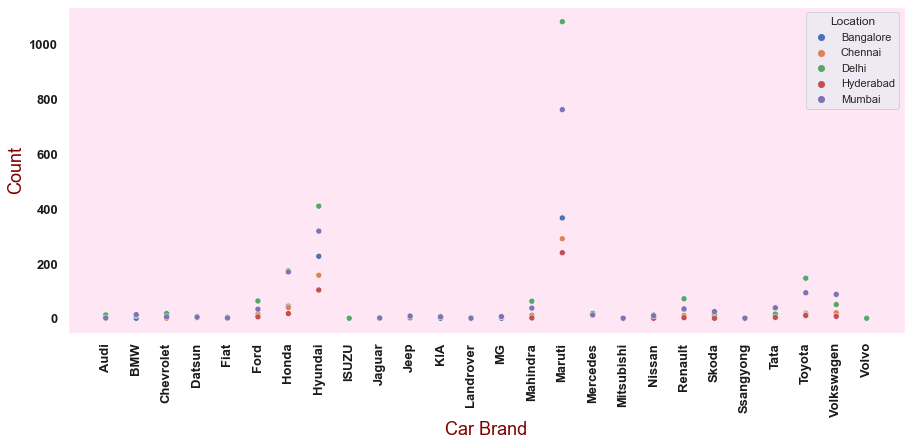 Location
Bangalore
Chennai
Delhi
Hyderabad
Mumbai
Count
1000
800
600
400
200
0
Audi
BMW
Chevrolet
Datsun
Fiat
Ford
Honda
Hyundai
ISUZU
Jaguar
Jeep
KIA
Landrover
MG
Mahindra
Maruti
Mercedes
Mitsubishi
Nissan
Renault
Skoda
Ssangyong
Tata
Toyota
Volkswagen
Volvo
Car Brand